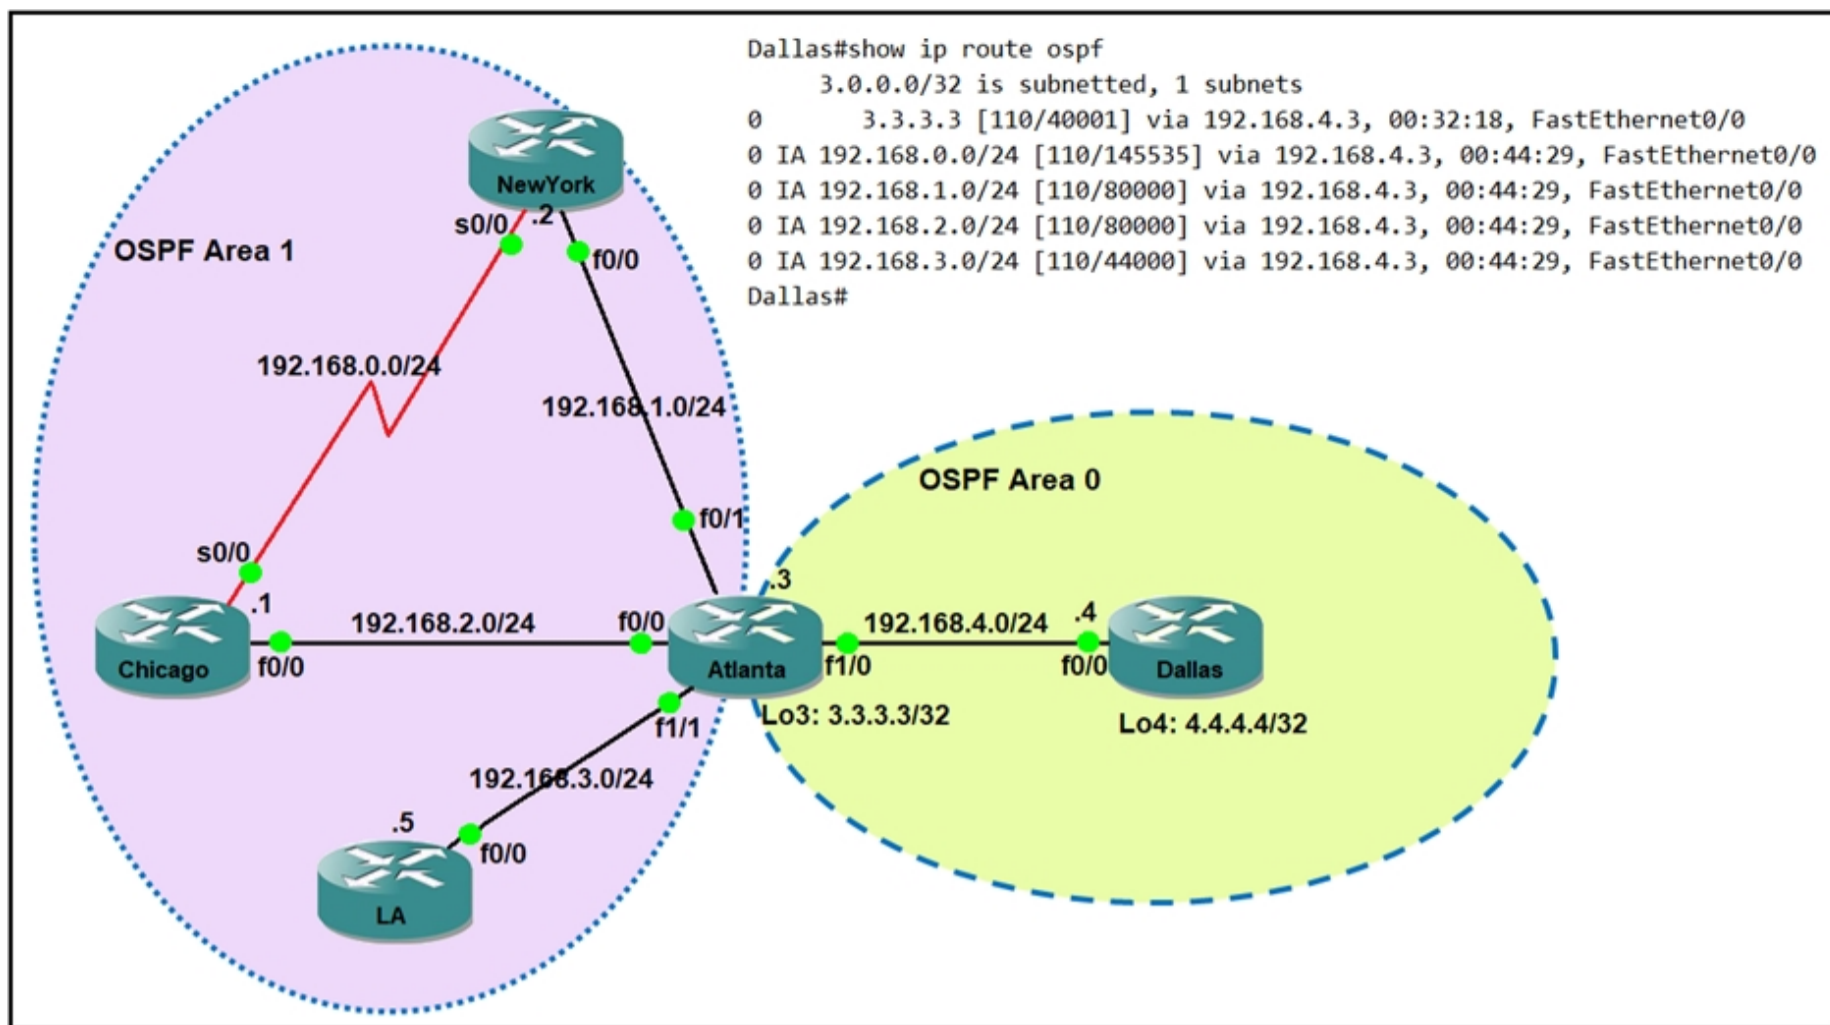 Dallas#show ip route ospf
3.0.0.0/32 is subnetted, 1 subnets
O 3.3.3.3 [110/40001] via 192.168.4.3, 00:32:18, FastEthernet0/0
O IA 192.168.0.0/24 [110/145535] via 192.168.4.3, 00:44:29, FastEthernet0/0
O IA 192.168.1.0/24 [110/80000] via 192.168.4.3, 00:44:29, FastEthernet0/0
O IA 192.168.2.0/24 [110/80000] via 192.168.4.3, 00:44:29, FastEthernet0/0
O IA 192.168.3.0/24 [110/44000] via 192.168.4.3, 00:44:29, FastEthernet0/0
Dallas#
NewYork
s0/0
.2
f0/0
OSPF Area 1
192.168.0.0/24
192.168.1.0/24
f0/1
s0/0
.1
f0/0
Chicago
192.168.2.0/24
f0/0
Atlanta
.3
f1/0
Lo3: 3.3.3.3/32
f1/1
192.168.3.0/24
.5
f0/0
LA
OSPF Area 0
192.168.4.0/24
.4
f0/0
Dallas
Lo4: 4.4.4.4/32